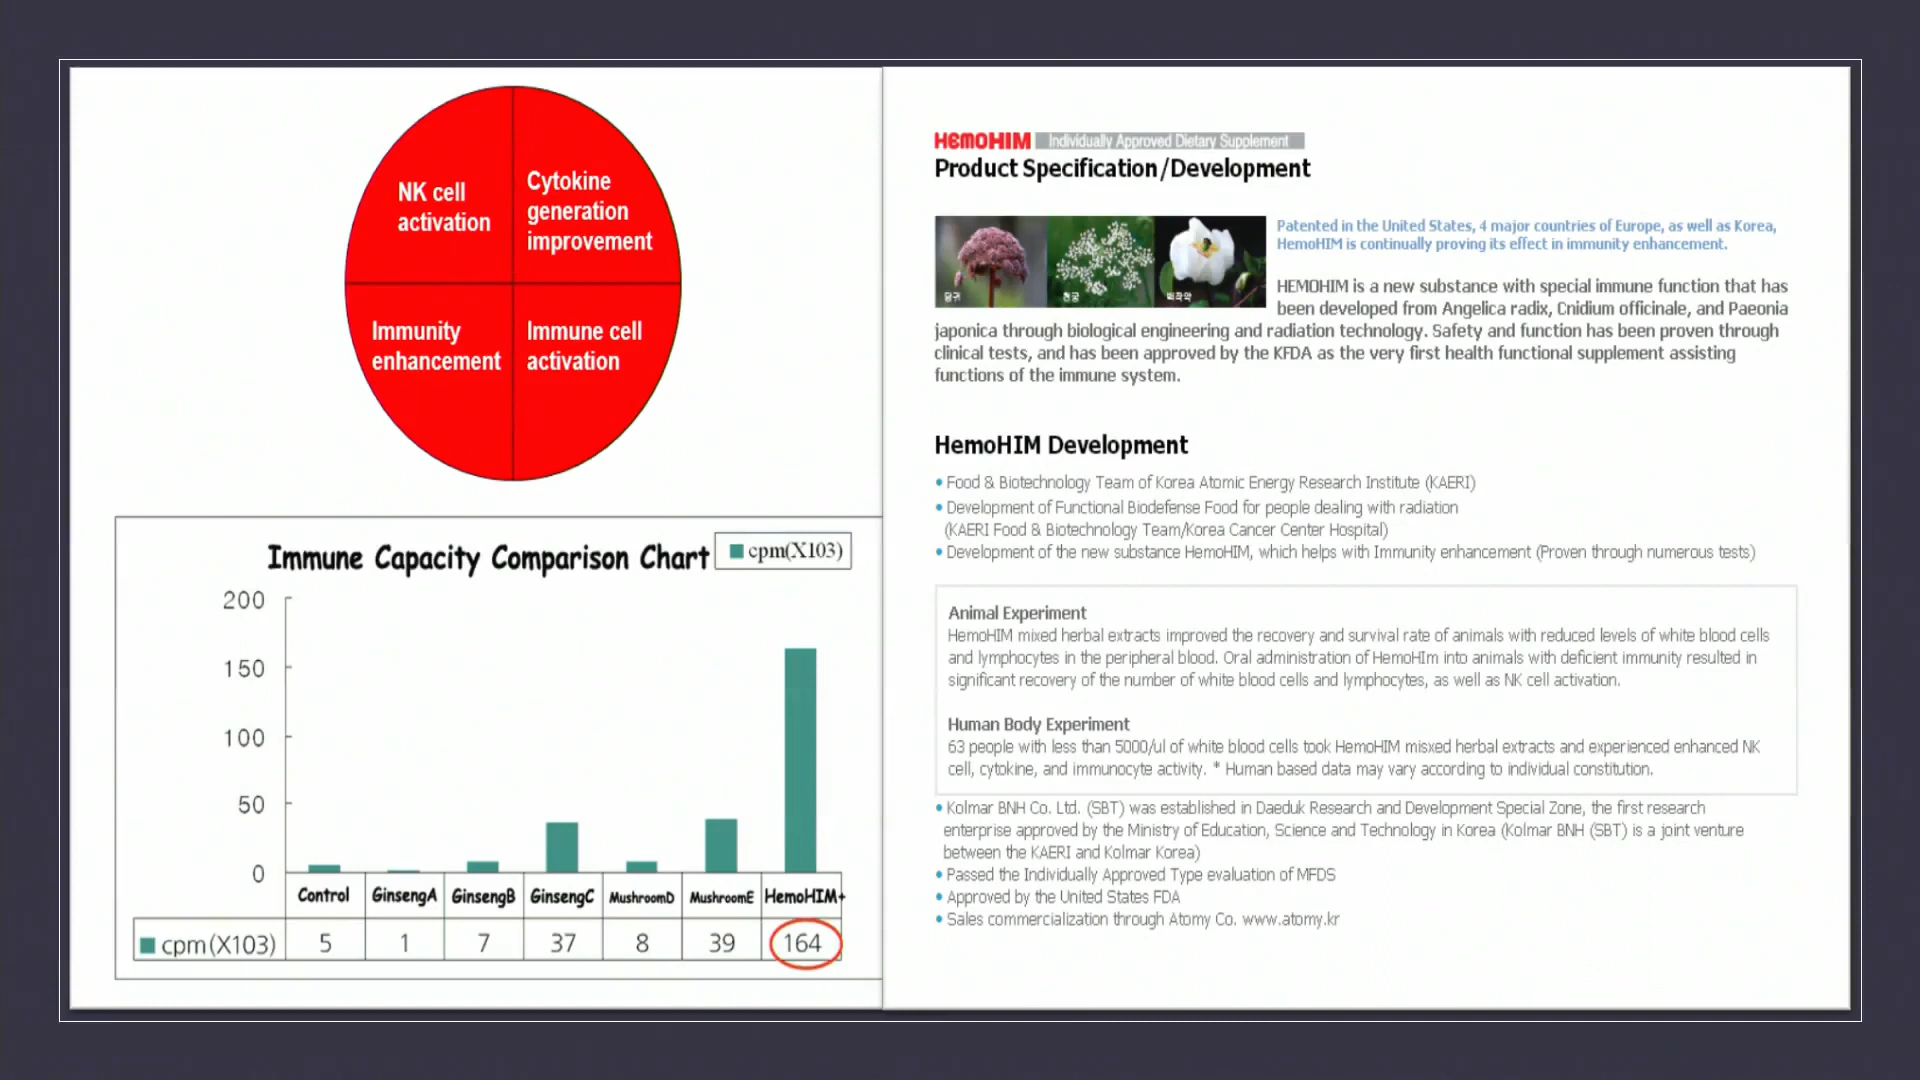 NK cell
activation
Cytokine
generation
improvement
Immunity
enhancement
Immune cell
activation
Immune Capacity Comparison Chart
cpm(X103)
200
150
100
50
0
Control GinsengA GinsengB GinsengC MushroomD MushroomE HemoHIM+
cpm(X103) 5 1 7 37 8 39 164
HemoHIM Individually Approved Dietary Supplement
Product Specification/Development
당귀 천궁 백작약
Patented in the United States, 4 major countries of Europe, as well as Korea,
HemoHIM is continually proving its effect in immunity enhancement.
HEMOHIM is a new substance with special immune function that has
been developed from Angelica radix, Cnidium officinale, and Paeonia
japonica through biological engineering and radiation technology. Safety and function has been proven through
clinical tests, and has been approved by the KFDA as the very first health functional supplement assisting
functions of the immune system.
HemoHIM Development
• Food & Biotechnology Team of Korea Atomic Energy Research Institute (KAERI)
• Development of Functional Biodefense Food for people dealing with radiation
(KAERI Food & Biotechnology Team/Korea Cancer Center Hospital)
• Development of the new substance HemoHIM, which helps with Immunity enhancement (Proven through numerous tests)
Animal Experiment
HemoHIM mixed herbal extracts improved the recovery and survival rate of animals with reduced levels of white blood cells
and lymphocytes in the peripheral blood. Oral administration of HemoHIm into animals with deficient immunity resulted in
significant recovery of the number of white blood cells and lymphocytes, as well as NK cell activation.
Human Body Experiment
63 people with less than 5000/ul of white blood cells took HemoHIM misxed herbal extracts and experienced enhanced NK
cell, cytokine, and immunocyte activity. * Human based data may vary according to individual constitution.
• Kolmar BNH Co. Ltd. (SBT) was established in Daeduk Research and Development Special Zone, the first research
enterprise approved by the Ministry of Education, Science and Technology in Korea (Kolmar BNH (SBT) is a joint venture
between the KAERI and Kolmar Korea)
• Passed the Individually Approved Type evaluation of MFDS
• Approved by the United States FDA
• Sales commercialization through Atomy Co. www.atomy.kr